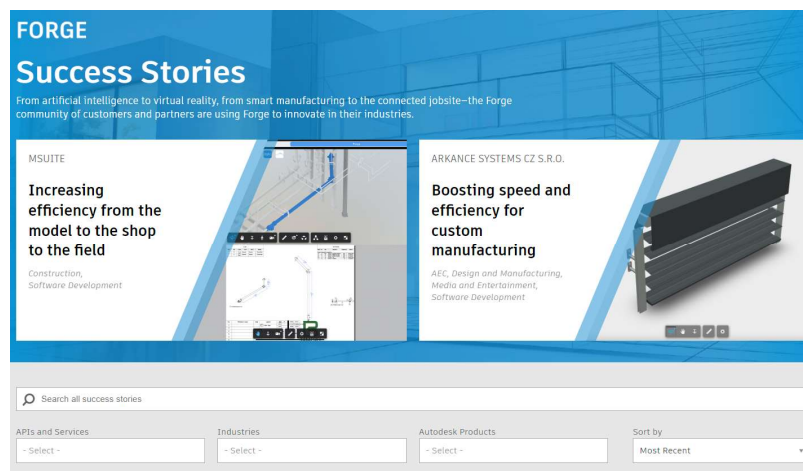 FORGE
Success Stories
From artificial intelligence to virtual reality, from smart manufacturing to the connected jobsite—the Forge
community of customers and partners are using Forge to innovate in their industries.
MSUITE
Increasing
efficiency from the
model to the shop
to the field
Construction,
Software Development
ARKANCE SYSTEMS CZ S.R.O.
Boosting speed and
efficiency for
custom
manufacturing
AEC, Design and Manufacturing,
Media and Entertainment,
Software Development
Search all success stories
APIs and Services
Industries
Autodesk Products
Sort by
- Select -
- Select -
- Select -
Most Recent